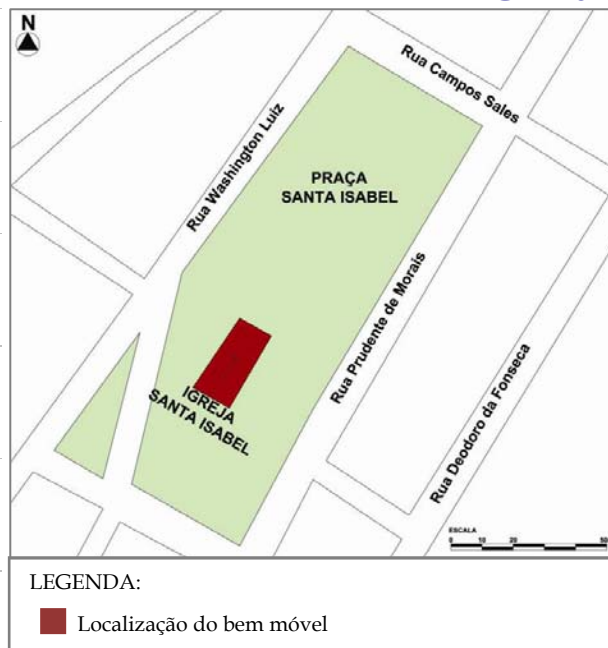 N
Rua Campos Sales
Rua Washington Luiz
PRAÇA
SANTA ISABEL
Rua Prudente de Morais
IGREJA
SANTA ISABEL
Rua Deodoro da Fonseca
ESCALA
0 10 20 50
LEGENDA:
Localização do bem móvel